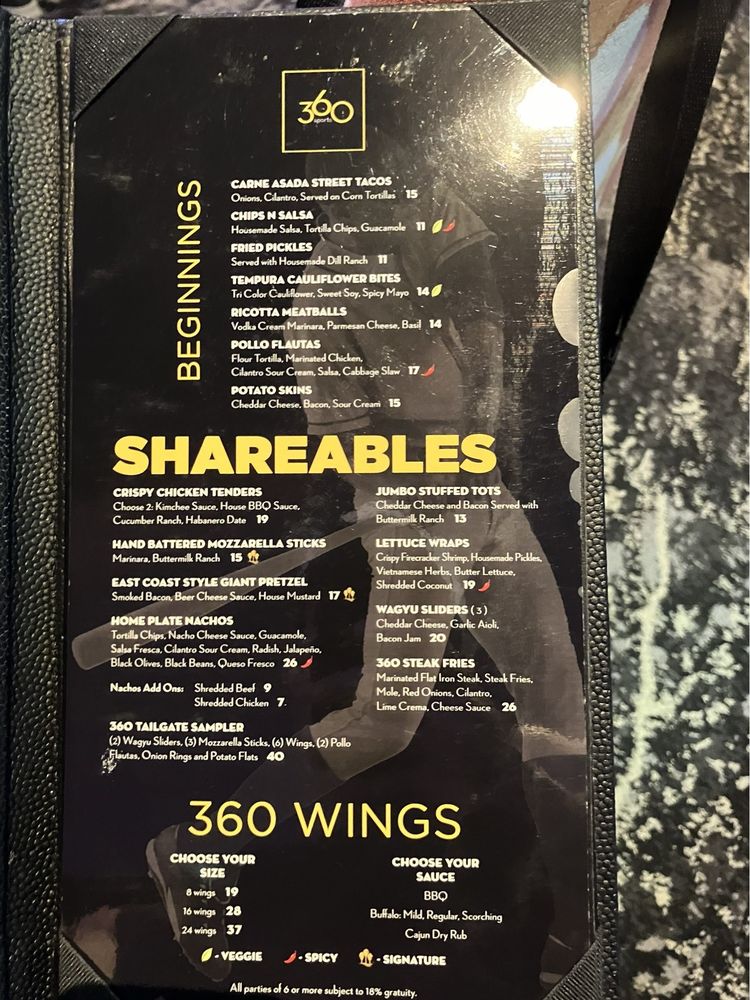 360
sports
BEGINNINGS
CARNE ASADA STREET TACOS
Onions, Cilantro, Served on Corn Tortillas 15
CHIPS N SALSA
Housemade Salsa, Tortilla Chips, Guacamole 11
FRIED PICKLES
Served with Housemade Dill Ranch 11
TEMPURA CAULIFLOWER BITES
Tri Color Cauliflower, Sweet Soy, Spicy Mayo 14
RICOTTA MEATBALLS
Vodka Cream Marinara, Parmesan Cheese, Basil 14
POLLO FLAUTAS
Flour Tortilla, Marinated Chicken,
Cilantro Sour Cream, Salsa, Cabbage Slaw 17
POTATO SKINS
Cheddar Cheese, Bacon, Sour Cream 15
SHAREABLES
CRISPY CHICKEN TENDERS
Choose 2: Kimchee Sauce, House BBQ Sauce,
Cucumber Ranch, Habanero Date 19
HAND BATTERED MOZZARELLA STICKS
Marinara, Buttermilk Ranch 15
EAST COAST STYLE GIANT PRETZEL
Smoked Bacon, Beer Cheese Sauce, House Mustard 17
HOME PLATE NACHOS
Tortilla Chips, Nacho Cheese Sauce, Guacamole,
Salsa Fresca, Cilantro Sour Cream, Radish, Jalapeño,
Black Olives, Black Beans, Queso Fresco 26
Nachos Add Ons: Shredded Beef 9
Shredded Chicken 7
360 TAILGATE SAMPLER
(2) Wagyu Sliders, (3) Mozzarella Sticks, (6) Wings, (2) Pollo
Flautas, Onion Rings and Potato Flats 40
JUMBO STUFFED TOTS
Cheddar Cheese and Bacon Served with
Buttermilk Ranch 13
LETTUCE WRAPS
Crispy Firecracker Shrimp, Housemade Pickles,
Vietnamese Herbs, Butter Lettuce,
Shredded Coconut 19
WAGYU SLIDERS (3)
Cheddar Cheese, Garlic Aioli,
Bacon Jam 20
360 STEAK FRIES
Marinated Flat Iron Steak, Steak Fries,
Mole, Red Onions, Cilantro,
Lime Crema, Cheese Sauce 26
360 WINGS
CHOOSE YOUR
SIZE
8 wings 19
16 wings 28
24 wings 37
CHOOSE YOUR
SAUCE
BBQ
Buffalo: Mild, Regular, Scorching
Cajun Dry Rub
- VEGGIE - SPICY - SIGNATURE
All parties of 6 or more subject to 18% gratuity.